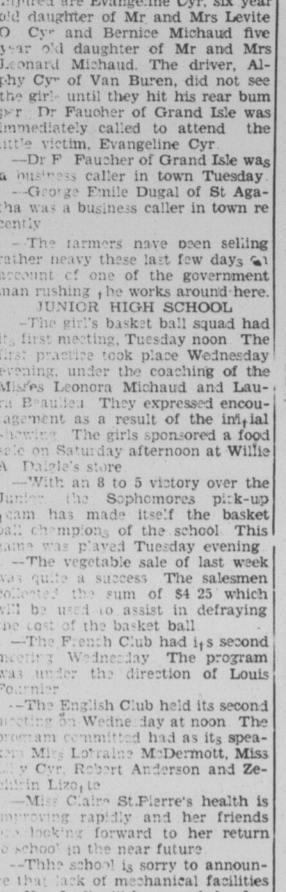 are Evangeline Cyr, six year
old daughter of Mr and Mrs Levite
O Cyr and Bernice Michaud five
year old daughter of Mr and Mrs
Leonard Michaud. The driver, Al-
phy Cyr of Van Buren, did not see
the girls until they hit his rear bum
per Dr Faucher of Grand Isle was
immediately called to attend the
little victim, Evangeline Cyr
—Dr F Faucher of Grand Isle was
a business caller in town Tuesday
—George Emile Dugal of St Aga-
tha was a business caller in town re
cently
—The farmers have been selling
rather heavy these last few days on
account of one of the government
man rushing the works around here.
JUNIOR HIGH SCHOOL
—The girl's basket ball squad had
its first meeting, Tuesday noon The
first practice took place Wednesday
evening, under the coaching of the
Misses Leonora Michaud and Lau-
ra Beaulieu They expressed encou-
agement as a result of the initial
showing The girls sponsored a food
sale on Saturday afternoon at Willie
A Daigle's store
—With an 8 to 5 victory over the
Junior the Sophomores pick-up
team has made itself the basket
ball champions of the school This
game was played Tuesday evening
—The vegetable sale of last week
was quite a success The salesmen
collected the sum of $4 25 which
will be used to assist in defraying
the cost of the basket ball
—The French Club had its second
meeting Wednesday The program
was under the direction of Louis
Fournier
—The English Club held its second
meeting on Wednesday at noon The
program committed had as its spea-
kers Miss Lorraine McDermott, Miss
Cyr, Robert Anderson and Ze-
Lizotte
—Miss Claire St.Pierre's health is
improving rapidly and her friends
are looking forward to her return
to school in the near future
—Thhe school is sorry to announ-
ce that lack of mechanical facilities